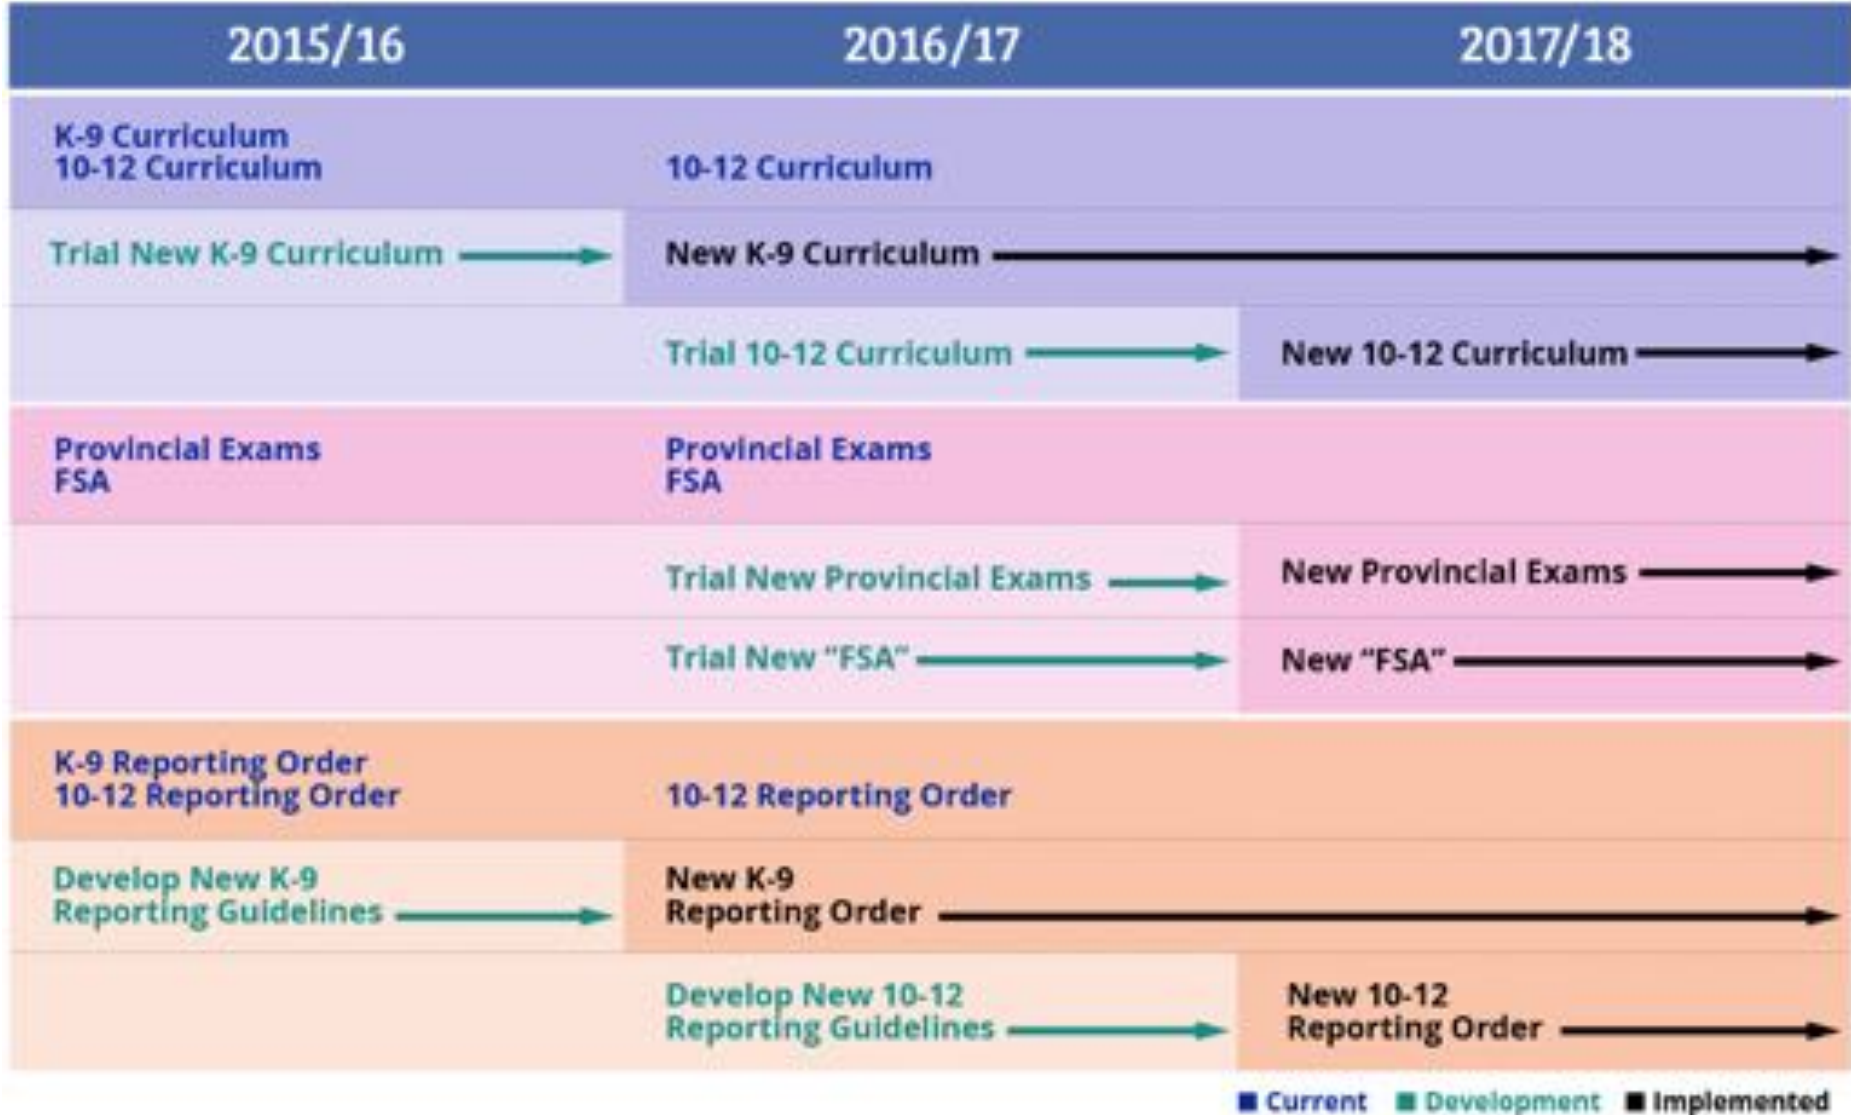 2015/16 2016/17 2017/18
K-9 Curriculum
10-12 Curriculum 10-12 Curriculum
Trial New K-9 Curriculum New K-9 Curriculum
Trial 10-12 Curriculum New 10-12 Curriculum
Provincial Exams Provincial Exams
FSA FSA
Trial New Provincial Exams New Provincial Exams
Trial New “FSA” New “FSA”
K-9 Reporting Order
10-12 Reporting Order 10-12 Reporting Order
Develop New K-9 New K-9
Reporting Guidelines Reporting Order
Develop New 10-12 New 10-12
Reporting Guidelines Reporting Order
Current Development Implemented